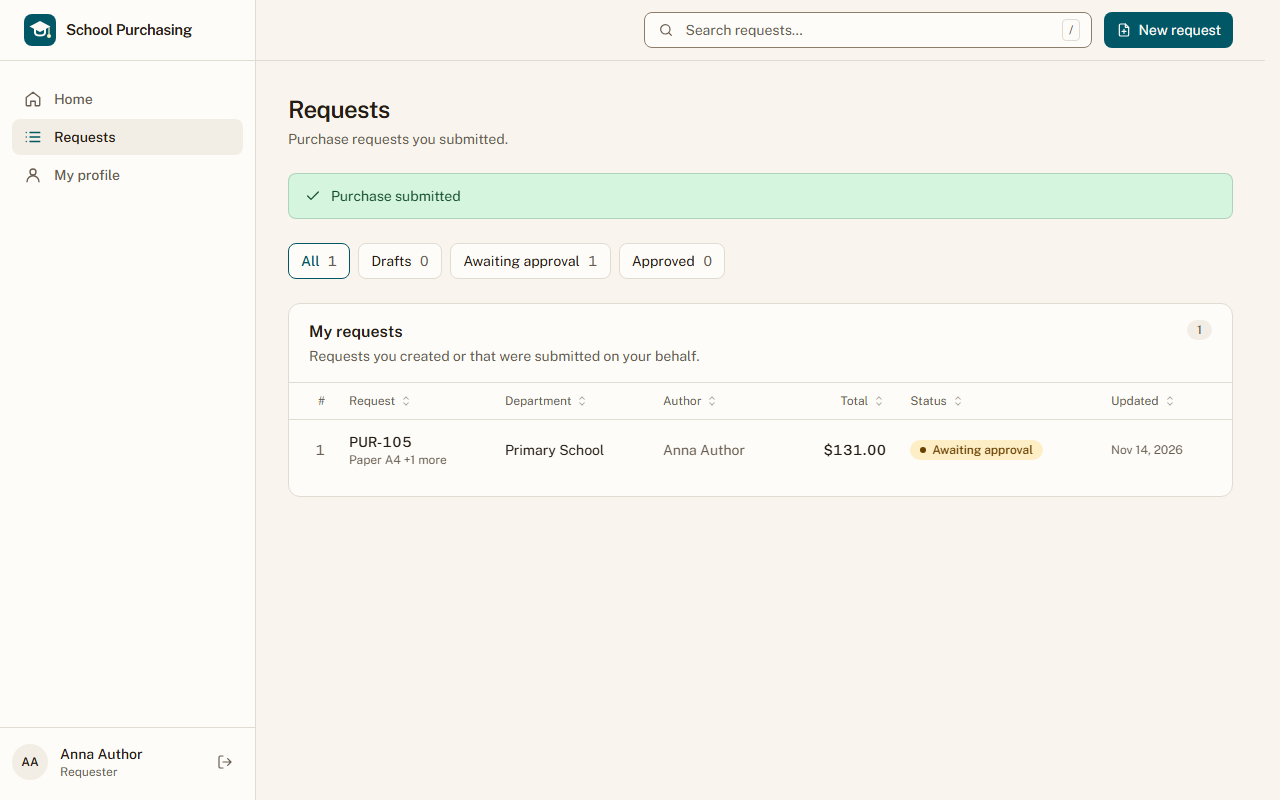 School Purchasing
Search requests...
/
New request
Home
Requests
My profile
Requests
Purchase requests you submitted.
Purchase submitted
All 1
Drafts 0
Awaiting approval 1
Approved 0
My requests
1
Requests you created or that were submitted on your behalf.
# Request Department Author Total Status Updated
1 PUR-105 Primary School Anna Author $131.00 Awaiting approval Nov 14, 2026
Paper A4 +1 more
AA
Anna Author
Requester